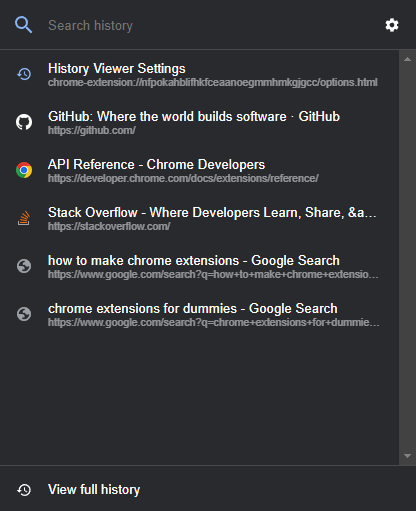 Search history
History Viewer Settings
chrome-extension://nfpokahblifhkfceaanoegmmhmkgjgcc/options.html
GitHub: Where the world builds software · GitHub
https://github.com/
API Reference - Chrome Developers
https://developer.chrome.com/docs/extensions/reference/
Stack Overflow - Where Developers Learn, Share, &a...
https://stackoverflow.com/
how to make chrome extensions - Google Search
https://www.google.com/search?q=how+to+make+chrome+extensio...
chrome extensions for dummies - Google Search
https://www.google.com/search?q=chrome+extensions+for+dummie...
View full history